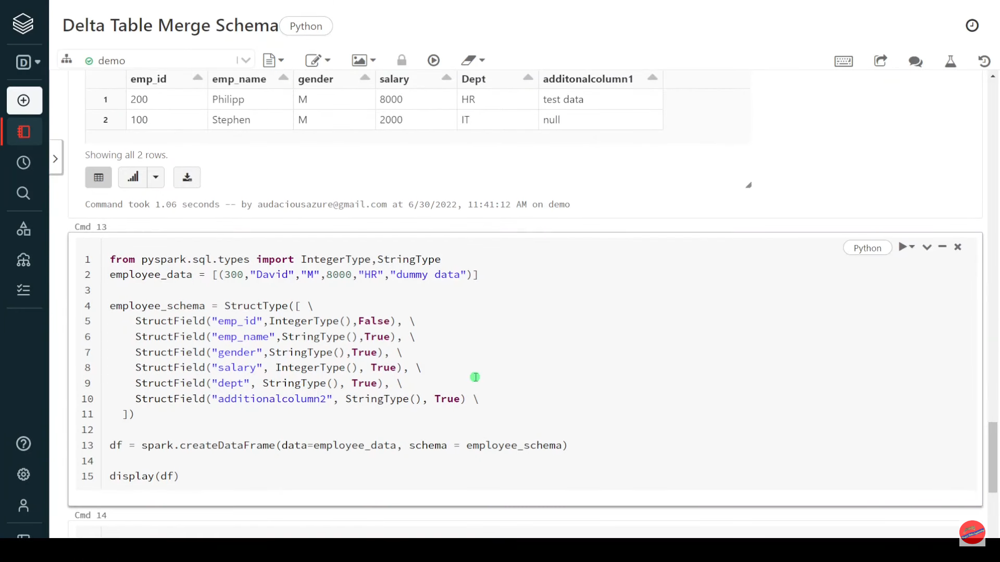 Delta Table Merge Schema Python
D
demo
emp_id emp_name gender salary Dept additonalcolumn1
1 200 Philipp M 8000 HR test data
2 100 Stephen M 2000 IT null
Showing all 2 rows.
Command took 1.06 seconds -- by audaciousazure@gmail.com at 6/30/2022, 11:41:12 AM on demo
Cmd 13
Python
1 from pyspark.sql.types import IntegerType,StringType
2 employee_data = [(300,"David","M",8000,"HR","dummy data")]
3
4 employee_schema = StructType([ \
5 StructField("emp_id",IntegerType(),False), \
6 StructField("emp_name",StringType(),True), \
7 StructField("gender",StringType(),True), \
8 StructField("salary", IntegerType(), True), \
9 StructField("dept", StringType(), True), \
10 StructField("additionalcolumn2", StringType(), True) \
11 ])
12
13 df = spark.createDataFrame(data=employee_data, schema = employee_schema)
14
15 display(df)
Cmd 14